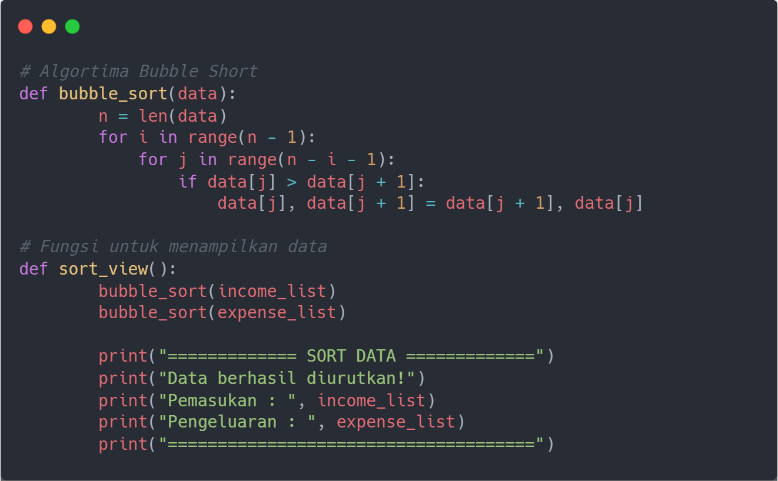 # Algortima Bubble Short
def bubble_sort(data):
        n = len(data)
        for i in range(n - 1):
            for j in range(n - i - 1):
                if data[j] > data[j + 1]:
                    data[j], data[j + 1] = data[j + 1], data[j]

# Fungsi untuk menampilkan data
def sort_view():
        bubble_sort(income_list)
        bubble_sort(expense_list)

        print("============= SORT DATA =============")
        print("Data berhasil diurutkan!")
        print("Pemasukan : ", income_list)
        print("Pengeluaran : ", expense_list)
        print("=====================================")